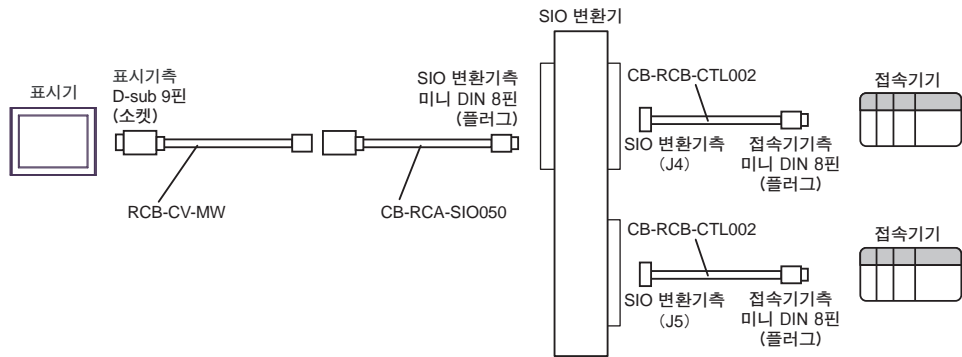 SIO 변환기
표시기
표시기측
D-sub 9핀
(소켓)
RCB-CV-MW
SIO 변환기측
미니 DIN 8핀
(플러그)
CB-RCA-SIO050
CB-RCB-CTL002
SIO 변환기측
(J4)
접속기기측
미니 DIN 8핀
(플러그)
접속기기
CB-RCB-CTL002
SIO 변환기측
(J5)
접속기기측
미니 DIN 8핀
(플러그)
접속기기